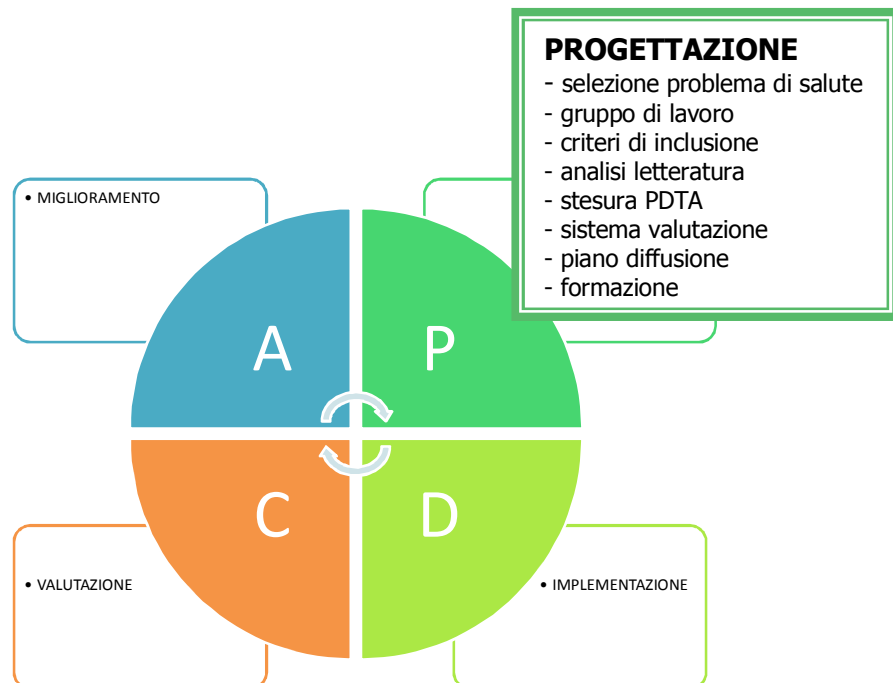 PROGETTAZIONE
- selezione problema di salute
- gruppo di lavoro
- criteri di inclusione
- analisi letteratura
- stesura PDTA
- sistema valutazione
- piano diffusione
- formazione
• MIGLIORAMENTO
A
P
C
D
• VALUTAZIONE
• IMPLEMENTAZIONE